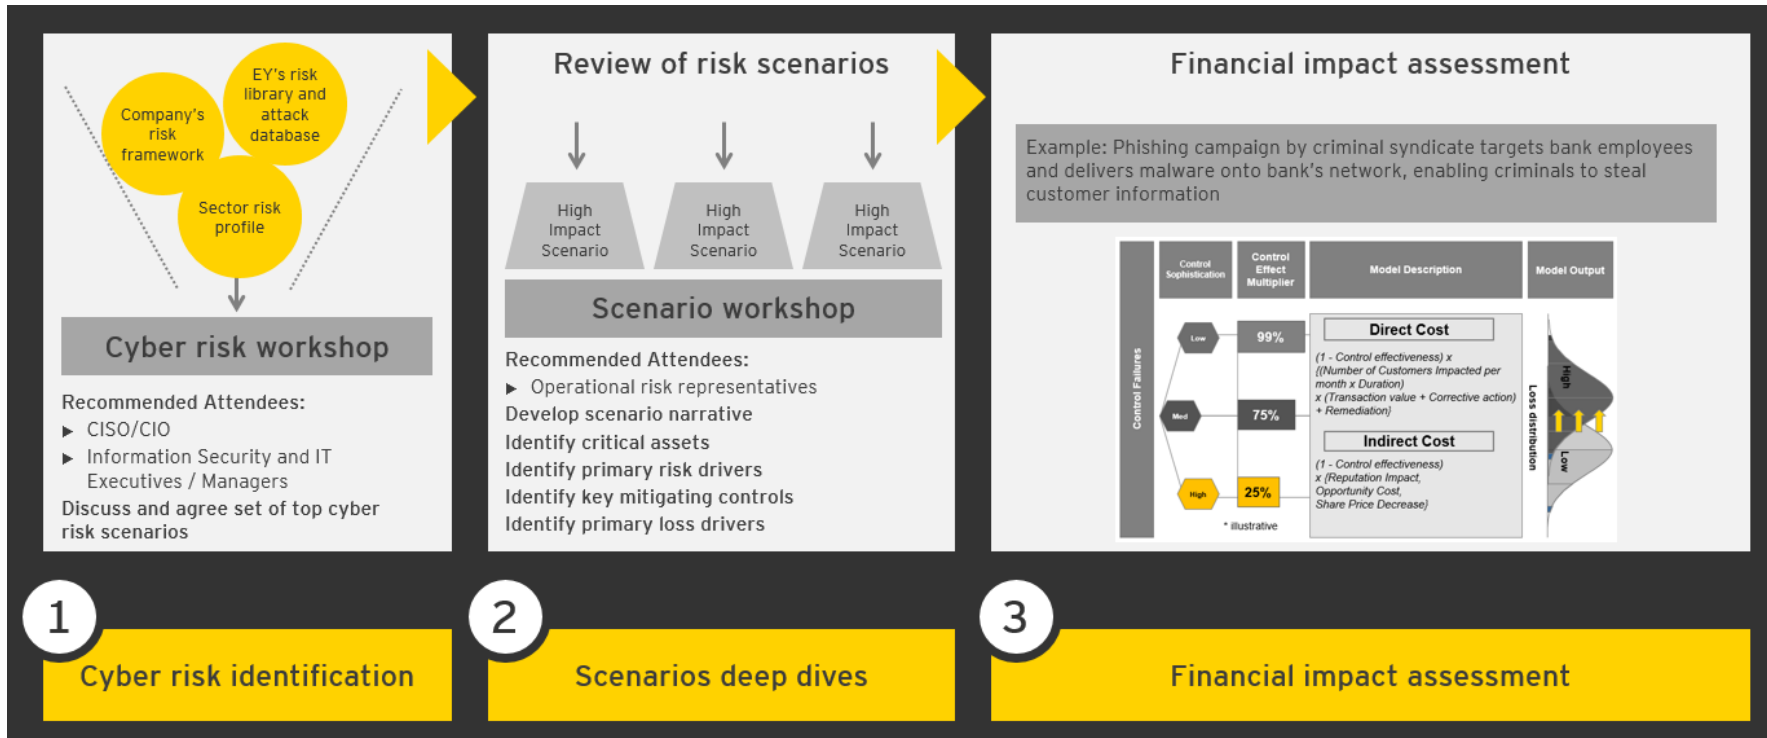 Company's
risk
framework
EY's risk
library and
attack
database
Sector risk
profile
Cyber risk workshop
Recommended Attendees:
► CISO/CIO
► Information Security and IT
Executives / Managers
Discuss and agree set of top cyber
risk scenarios
Review of risk scenarios
High
Impact
Scenario
High
Impact
Scenario
High
Impact
Scenario
Scenario workshop
Recommended Attendees:
► Operational risk representatives
Develop scenario narrative
Identify critical assets
Identify primary risk drivers
Identify key mitigating controls
Identify primary loss drivers
Financial impact assessment
Example: Phishing campaign by criminal syndicate targets bank employees
and delivers malware onto bank's network, enabling criminals to steal
customer information
Control Failures
Control
Sophistication
Control
Effect
Multiplier
Model Description
Model Output
Low
99%
Med
75%
High
25%
* illustrative
Direct Cost
(1 - Control effectiveness) x
{(Number of Customers Impacted per
month x Duration)
x (Transaction value + Corrective action)
+ Remediation}
Indirect Cost
(1 - Control effectiveness)
x {Reputation Impact,
Opportunity Cost,
Share Price Decrease}
Loss distribution
High
Low
1
Cyber risk identification
2
Scenarios deep dives
3
Financial impact assessment